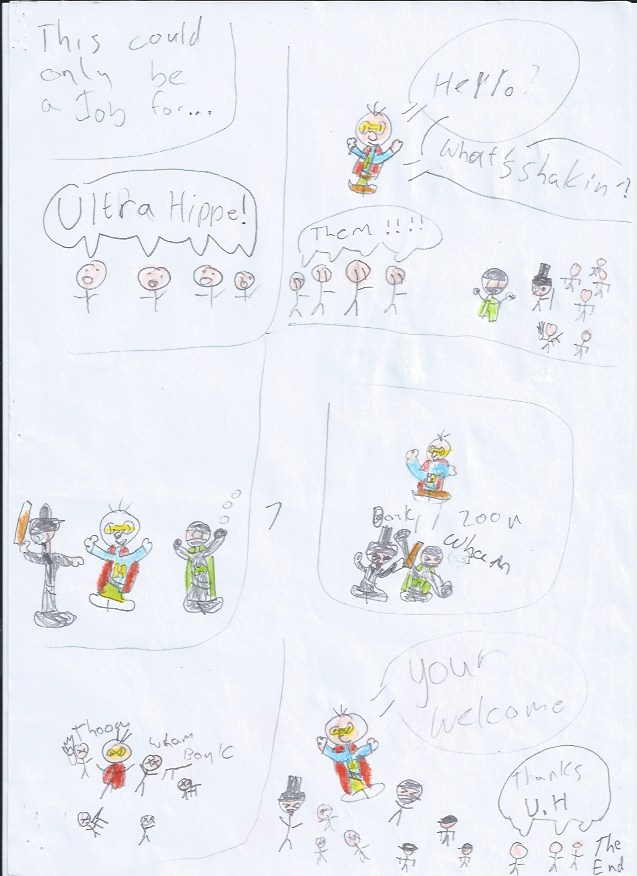 This could
only be
a Job for...
Ultra Hippe!
Hello?
What's shakin?
Them !!!!
Bonk
zoom
Wham
Thoom
wham
Bonk
your
welcome
Thanks
U.H
The
End